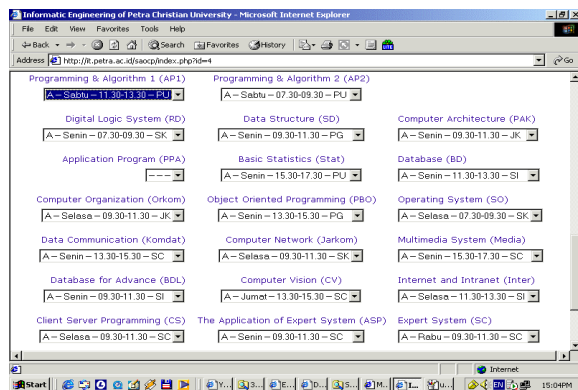 Informatic Engineering of Petra Christian University - Microsoft Internet Explorer
File Edit View Favorites Tools Help
Back Search Favorites History
Address http://it.petra.ac.id/saocp/index.php?id=4 Go
Programming & Algorithm 1 (AP1) Programming & Algorithm 2 (AP2)
A – Sabtu – 11.30-13.30 – PU A – Sabtu – 07.30-09.30 – PU
Digital Logic System (RD) Data Structure (SD) Computer Architecture (PAK)
A – Senin – 07.30-09.30 – SK A – Senin – 09.30-11.30 – PG A – Senin – 09.30-11.30 – JK
Application Program (PPA) Basic Statistics (Stat) Database (BD)
– – – A – Senin – 15.30-17.30 – PU A – Senin – 11.30-13.30 – SI
Computer Organization (Orkom) Object Oriented Programming (PBO) Operating System (SO)
A – Selasa – 09.30-11.30 – JK A – Senin – 13.30-15.30 – PG A – Selasa – 07.30-09.30 – SK
Data Communication (Komdat) Computer Network (Jarkom) Multimedia System (Media)
A – Senin – 13.30-15.30 – SC A – Selasa – 09.30-11.30 – SK A – Senin – 15.30-17.30 – SC
Database for Advance (BDL) Computer Vision (CV) Internet and Intranet (Inter)
A – Senin – 09.30-11.30 – SI A – Jumat – 13.30-15.30 – SC A – Selasa – 11.30-13.30 – SI
Client Server Programming (CS) The Application of Expert System (ASP) Expert System (SC)
A – Selasa – 09.30-11.30 – SC A – Senin – 09.30-11.30 – SC A – Rabu – 09.30-11.30 – SC
Internet
Start Y... 3... E... D... S... M... I... u... EN 15:04PM